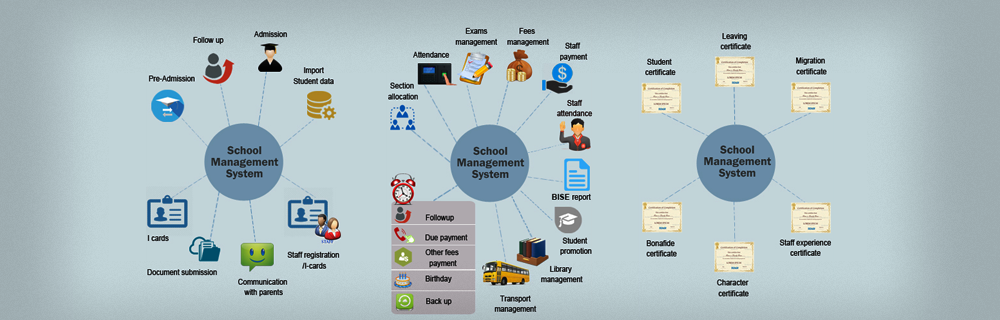 Follow up
Admission
Pre-Admission
Import
Student data
School
Management
System
I cards
Document submission
Communication
with parents
Staff registration
/I-cards
Exams
management
Fees
management
Attendance
Staff
payment
Section
allocation
Staff
attendance
School
Management
System
BISE report
Student
promotion
Library
management
Transport
management
Followup
Due payment
Other fees
payment
Birthday
Back up
Leaving
certificate
Student
certificate
Migration
certificate
School
Management
System
Bonafide
certificate
Character
certificate
Staff experience
certificate